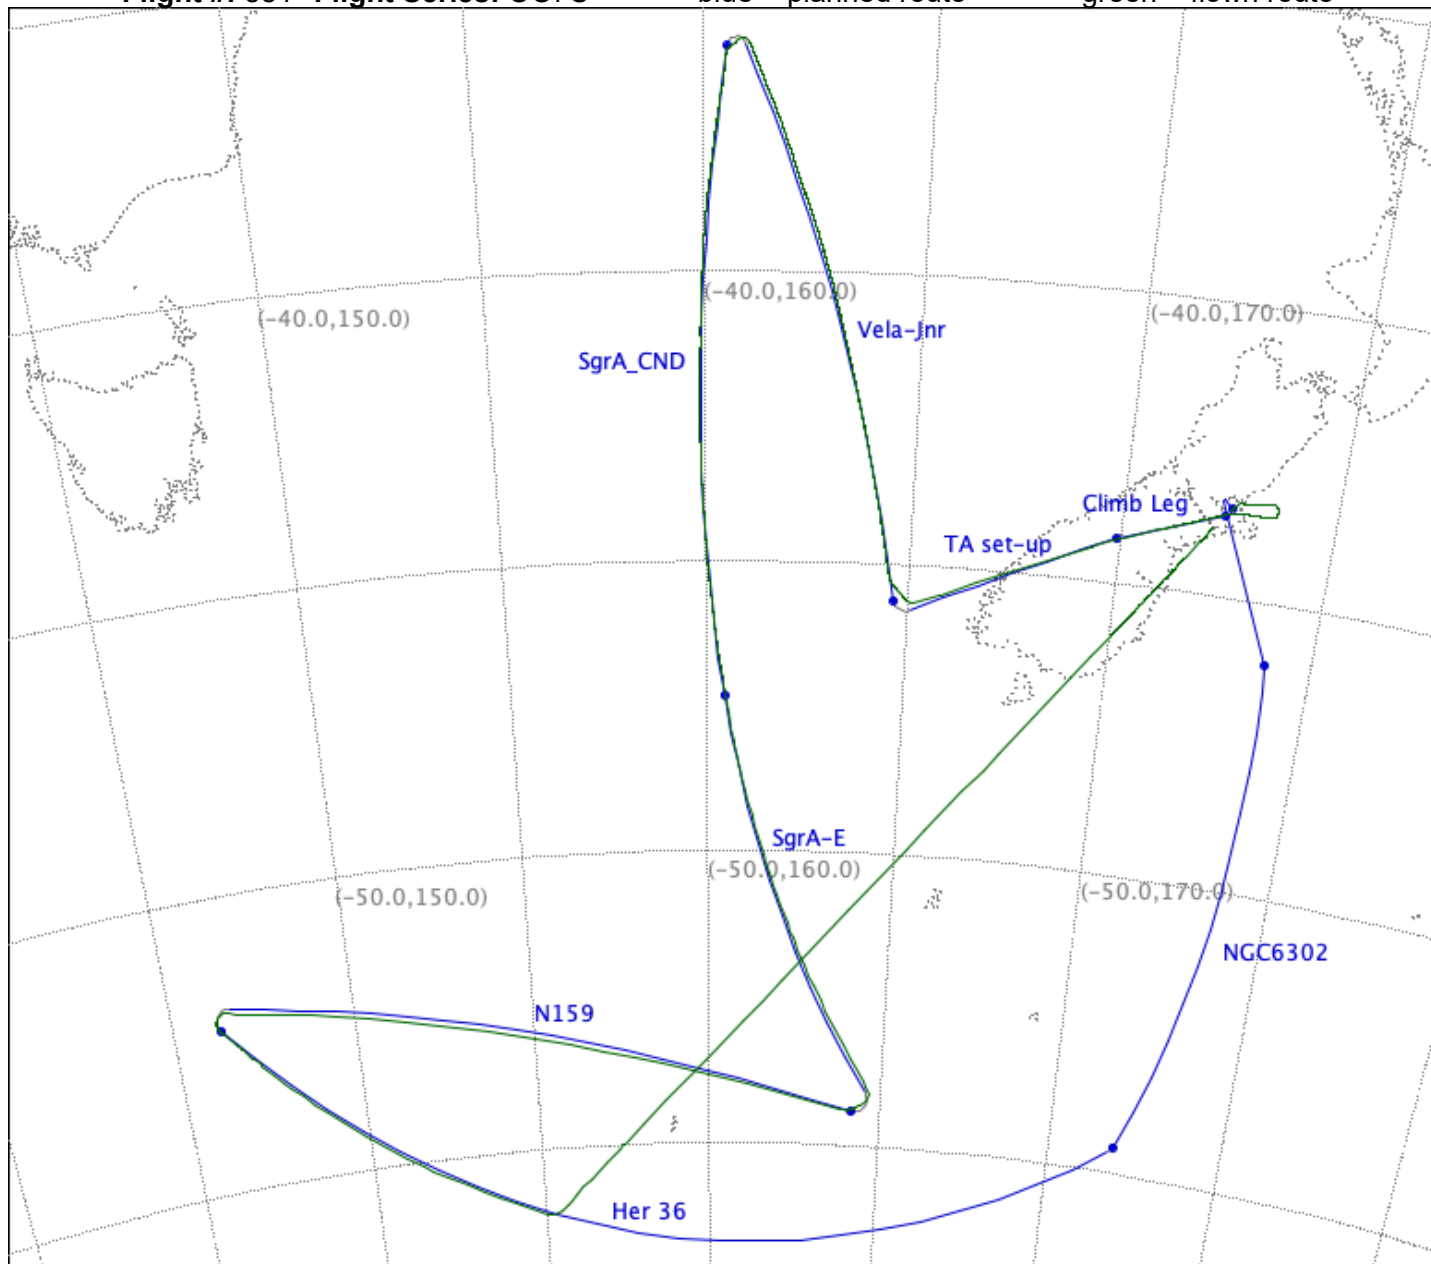 (-40.0,160.0)
(-40.0,150.0)
(-40.0,170.0)
Vela-Jnr
SgrA_CND
Climb Leg
TA set-up
SgrA-E
(-50.0,160.0)
(-50.0,150.0)
(-50.0,170.0)
NGC6302
N159
Her 36